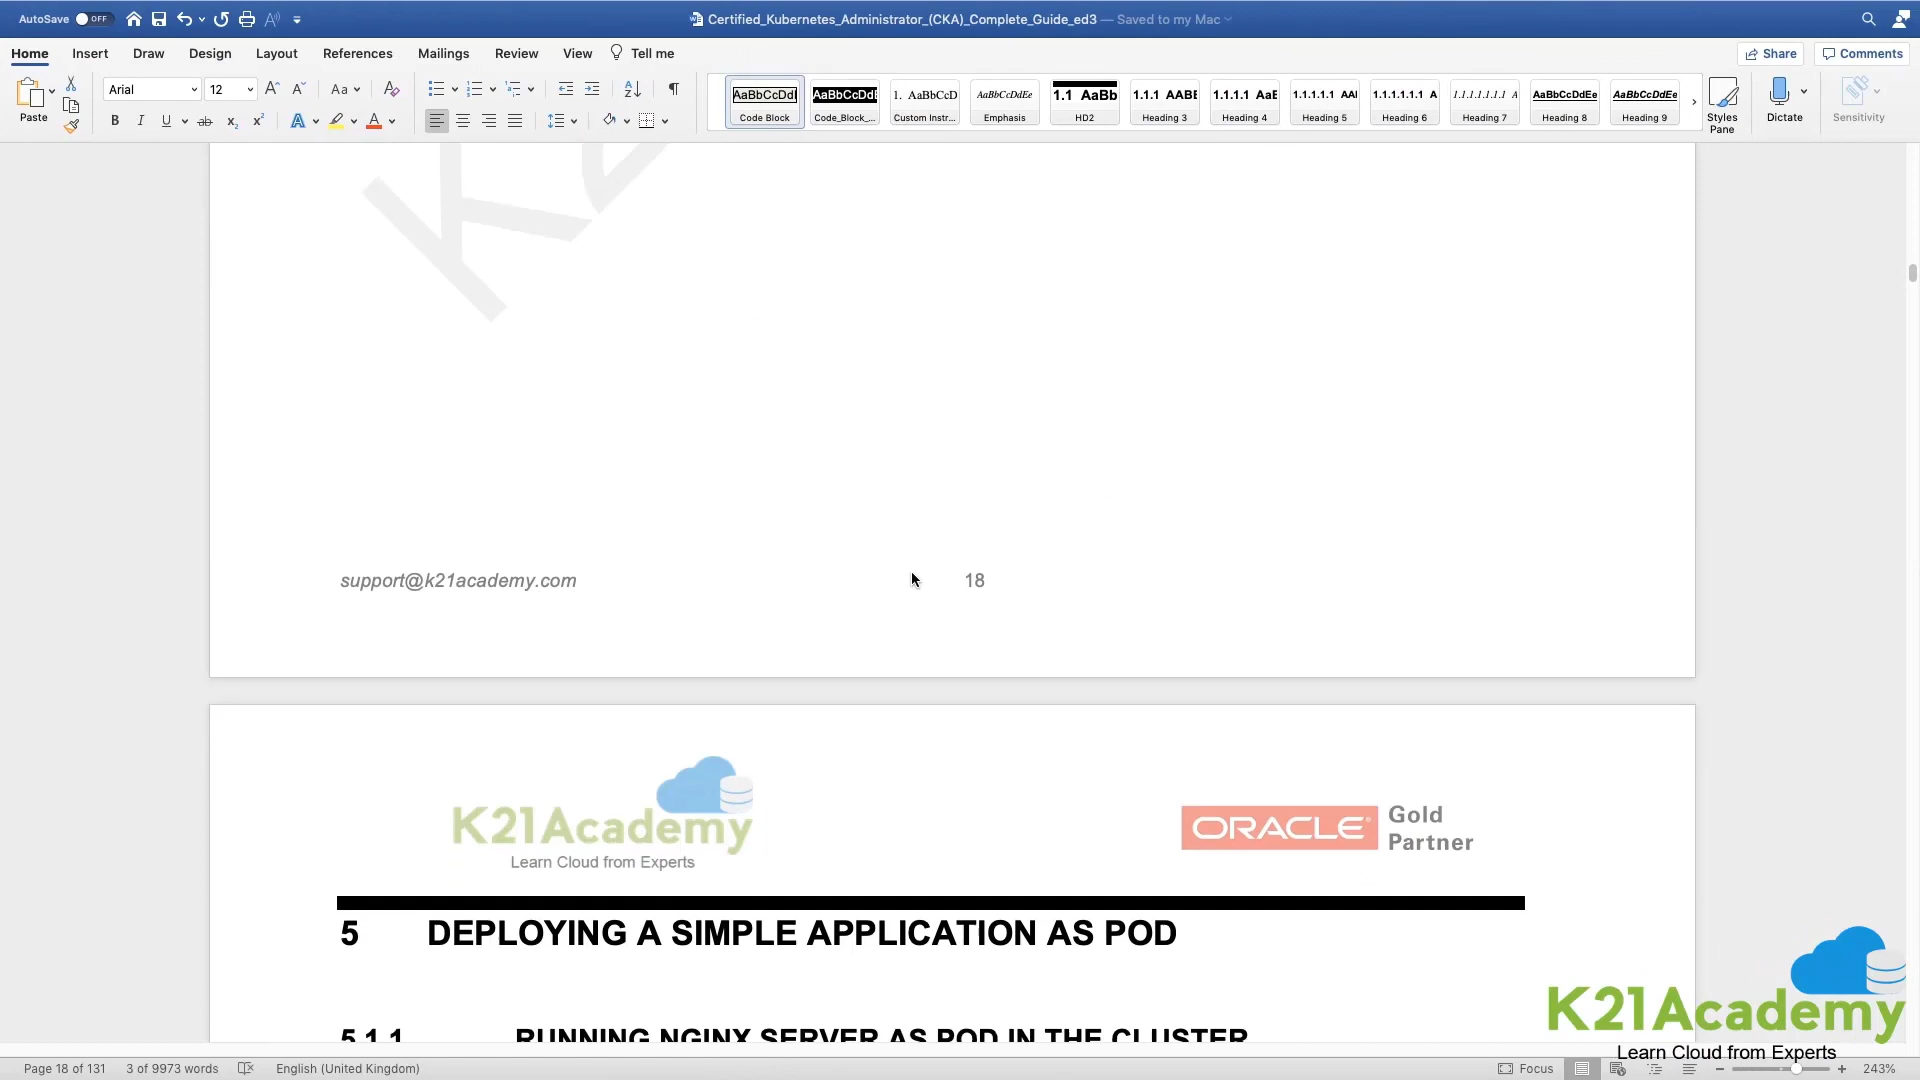 AutoSave OFF
Certified_Kubernetes_Administrator_(CKA)_Complete_Guide_ed3 — Saved to my Mac
Home Insert Draw Design Layout References Mailings Review View Tell me Share Comments
Paste
Arial 12 Aa
AaBbCcDdI Code Block
AaBbCcDdE Code_Block_...
1. AaBbCcD Custom Instr...
AaBbCcDdEe Emphasis
1.1 AaBb HD2
1.1.1 AABE Heading 3
1.1.1.1 AaE Heading 4
1.1.1.1.1 AAI Heading 5
1.1.1.1.1.1 A Heading 6
1.1.1.1.1.1.1 A Heading 7
AaBbCcDdEe Heading 8
AaBbCcDdEe Heading 9
Styles Pane
Dictate
Sensitivity
support@k21academy.com 18
K21Academy
Learn Cloud from Experts
ORACLE Gold Partner
5 DEPLOYING A SIMPLE APPLICATION AS POD
5.1.1 RUNNING NGINX SERVER AS POD IN THE CLUSTER
K21Academy
Learn Cloud from Experts
Page 18 of 131 3 of 9973 words English (United Kingdom) Focus 243%